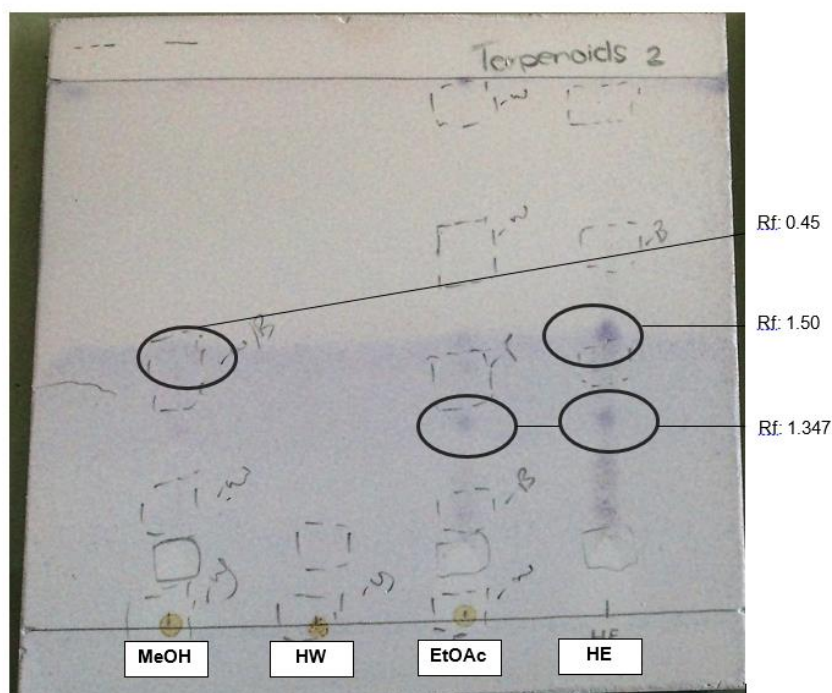 Terpenoids 2
Rf: 0.45
B
Rf: 1.50
Rf: 1.347
B
B
MeOH
HW
EtOAc
HE
HE